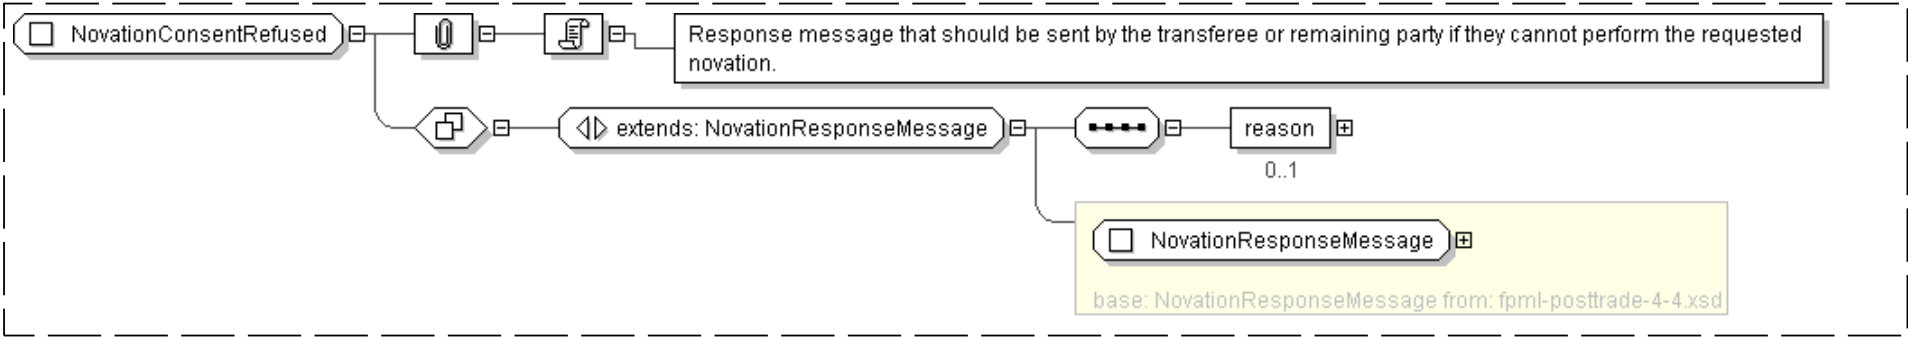 NovationConsentRefused
Response message that should be sent by the transferee or remaining party if they cannot perform the requested
novation.
extends: NovationResponseMessage
reason
0..1
NovationResponseMessage
base: NovationResponseMessage from: fpml-posttrade-4-4.xsd